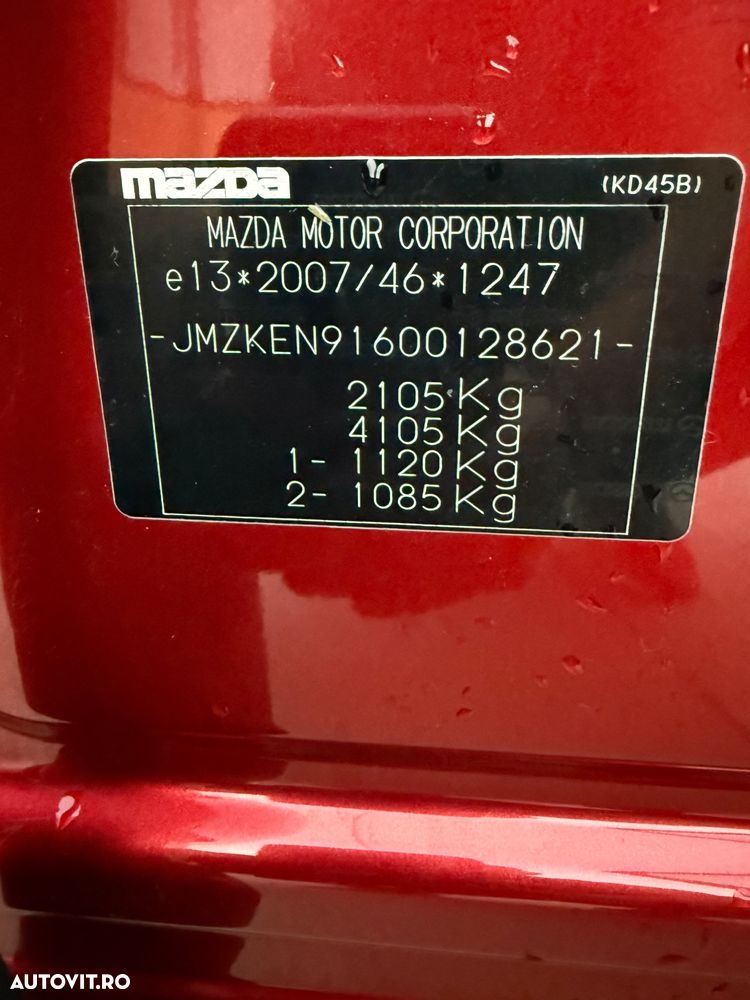 mazda
(KD45B)
MAZDA MOTOR CORPORATION
e13*2007/46*1247
-JMZKEN91600128621-
2105Kg
4105Kg
1- 1120Kg
2- 1085Kg
AUTOVIT.RO